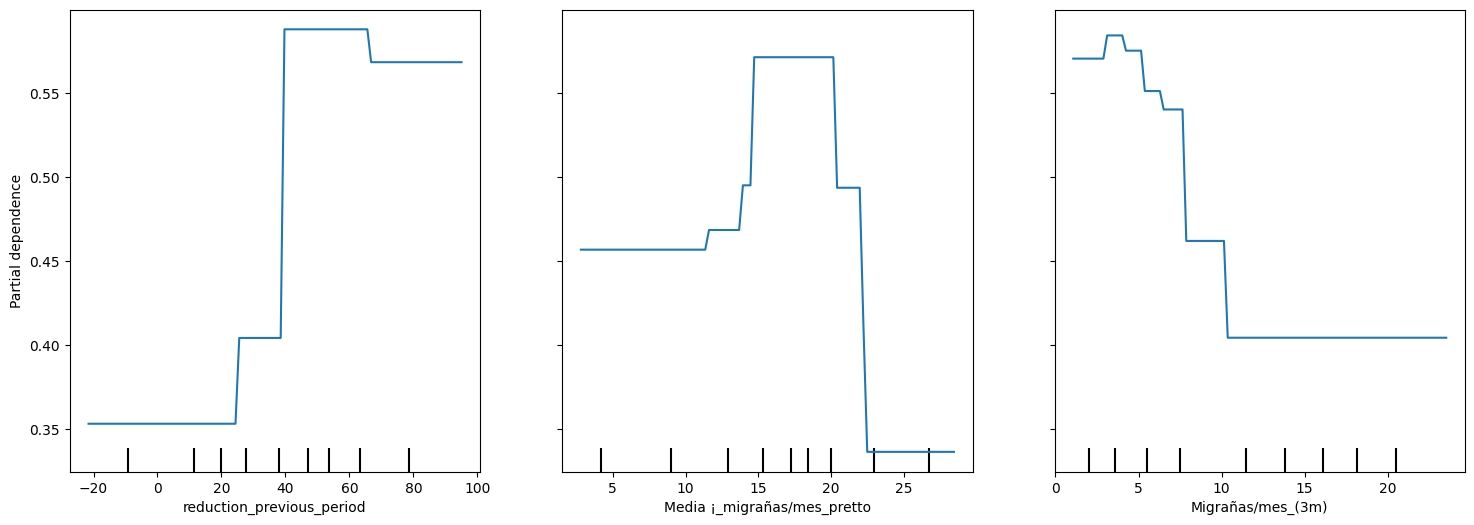 Partial dependence
0.55
0.50
0.45
0.40
0.35
−20 0 20 40 60 80 100
reduction_previous_period
5 10 15 20 25
Media ¡_migrañas/mes_pretto
0 5 10 15 20
Migrañas/mes_(3m)